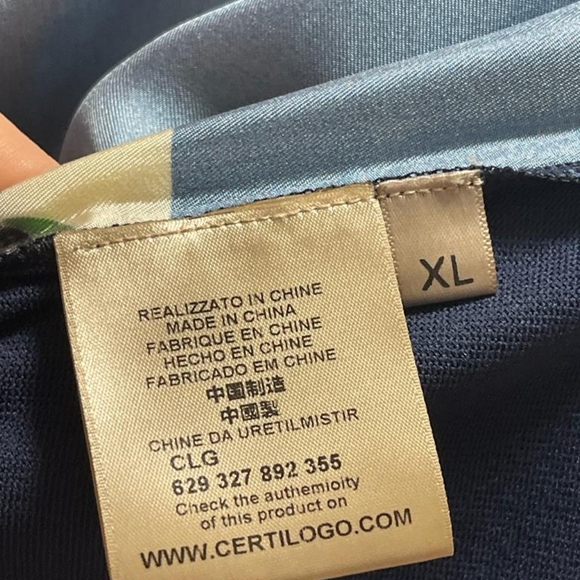 REALIZZATO IN CHINE
MADE IN CHINA
FABRIQUE EN CHINE
HECHO EN CHINE
FABRICADO EM CHINE
中国制造
中國製
CHINE DA URETILMISTIR
CLG
629 327 892 355
Check the authemioity
of this product on
WWW.CERTILOGO.COM
XL